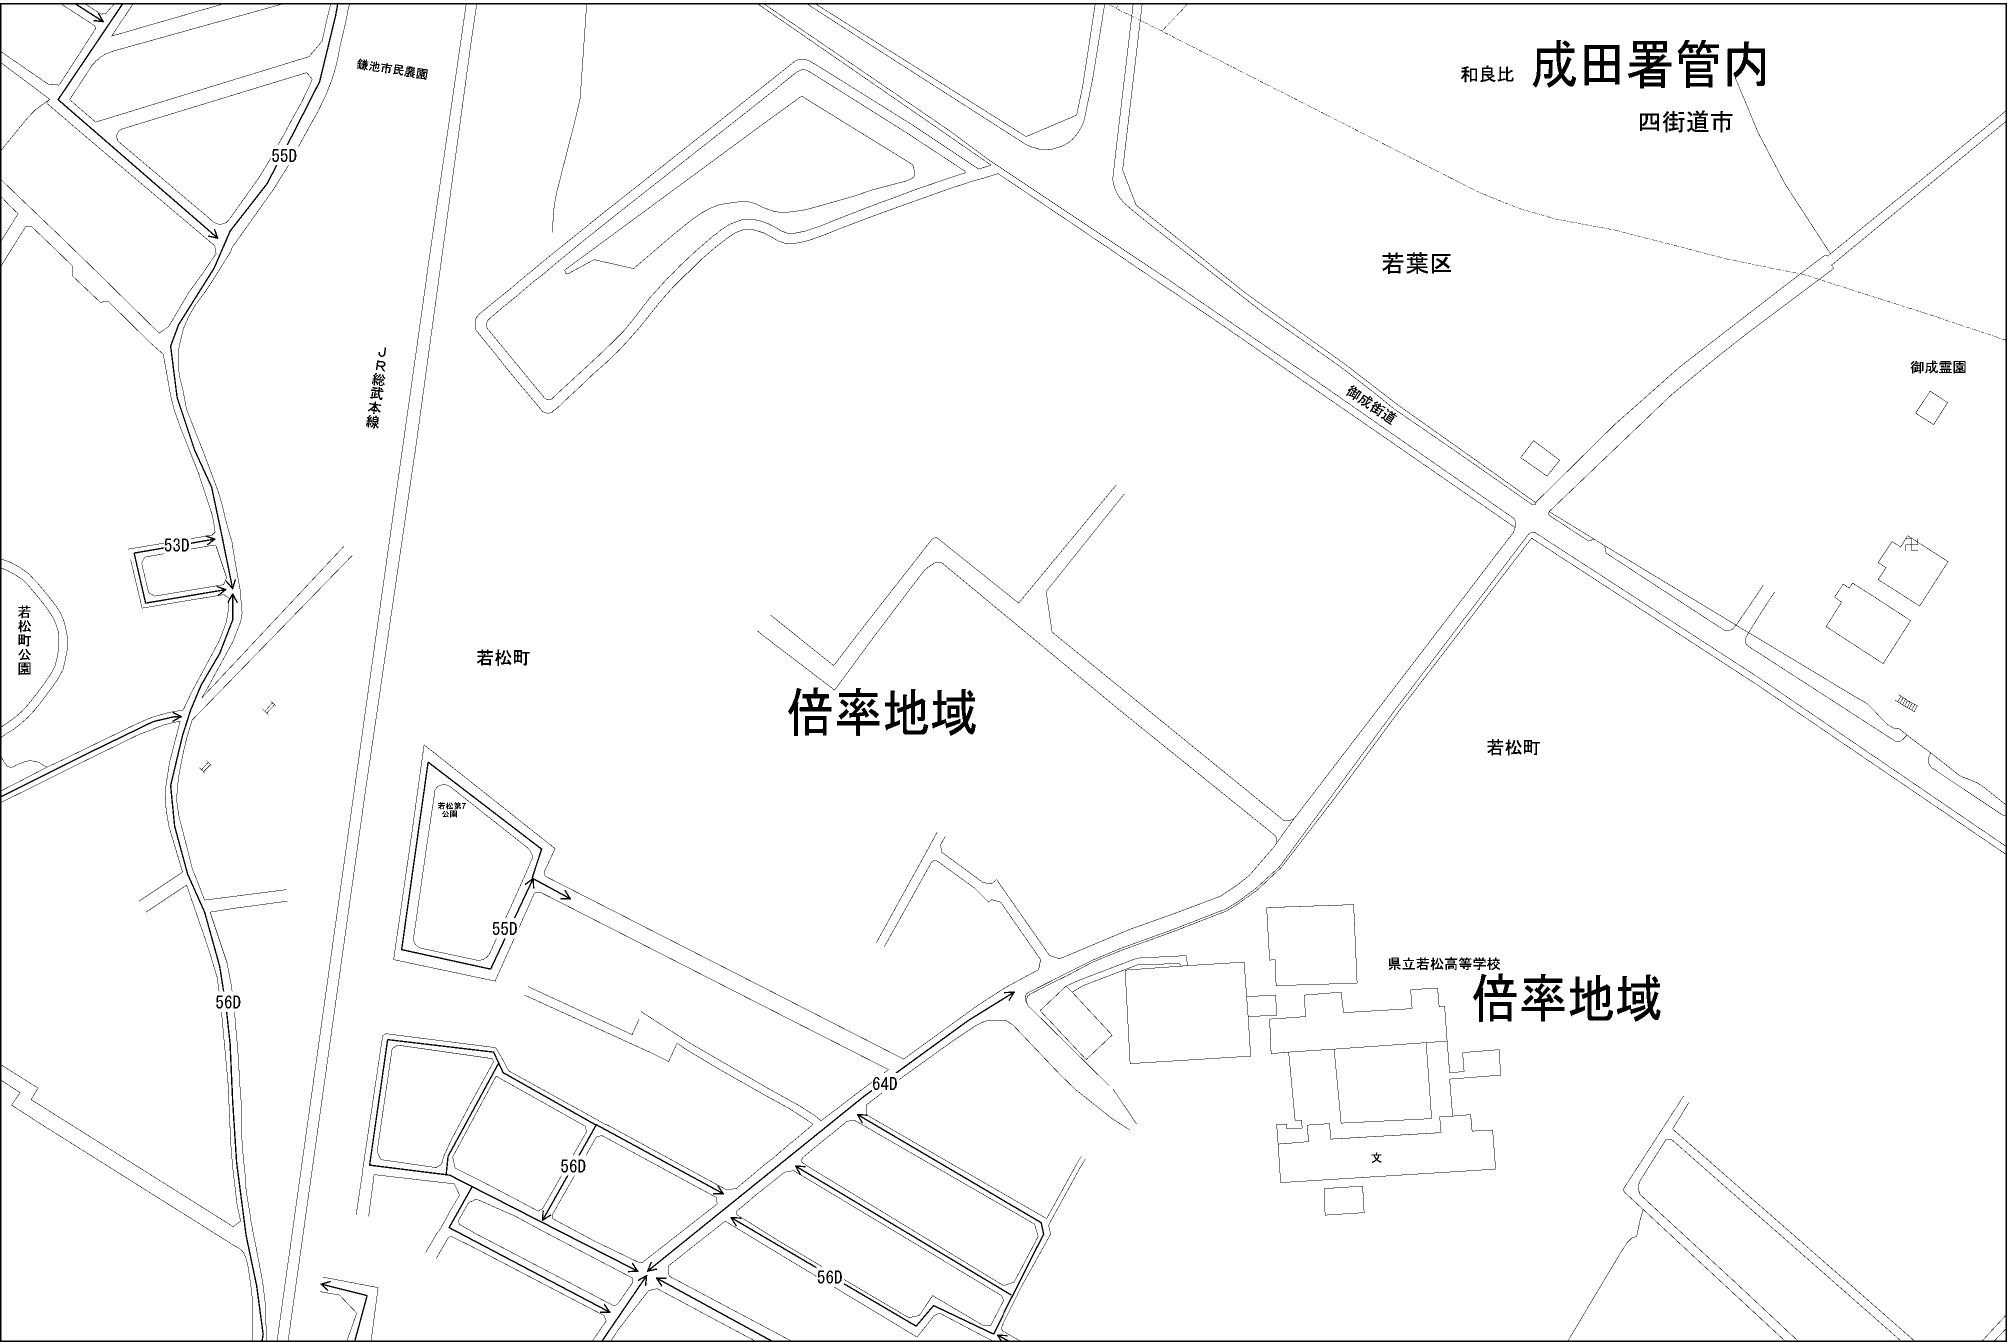 成田署管内
和良比
四街道市
鎌池市民農園
55D
若葉区
JR総武本線
御成街道
御成霊園
53D
若松町公園
若松町
倍率地域
若松町
若松第7
公園
55D
県立若松高等学校
倍率地域
56D
64D
56D
文
56D